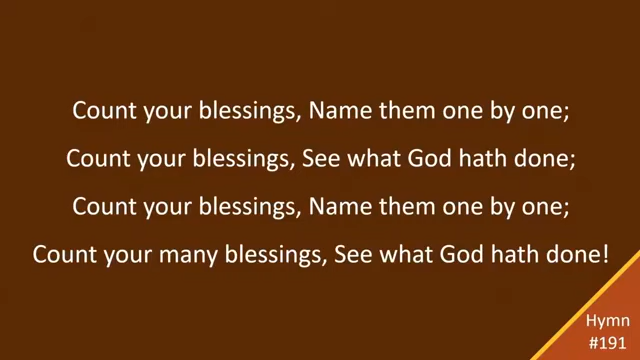 Count your blessings, Name them one by one;
Count your blessings, See what God hath done;
Count your blessings, Name them one by one;
Count your many blessings, See what God hath done!
Hymn
#191